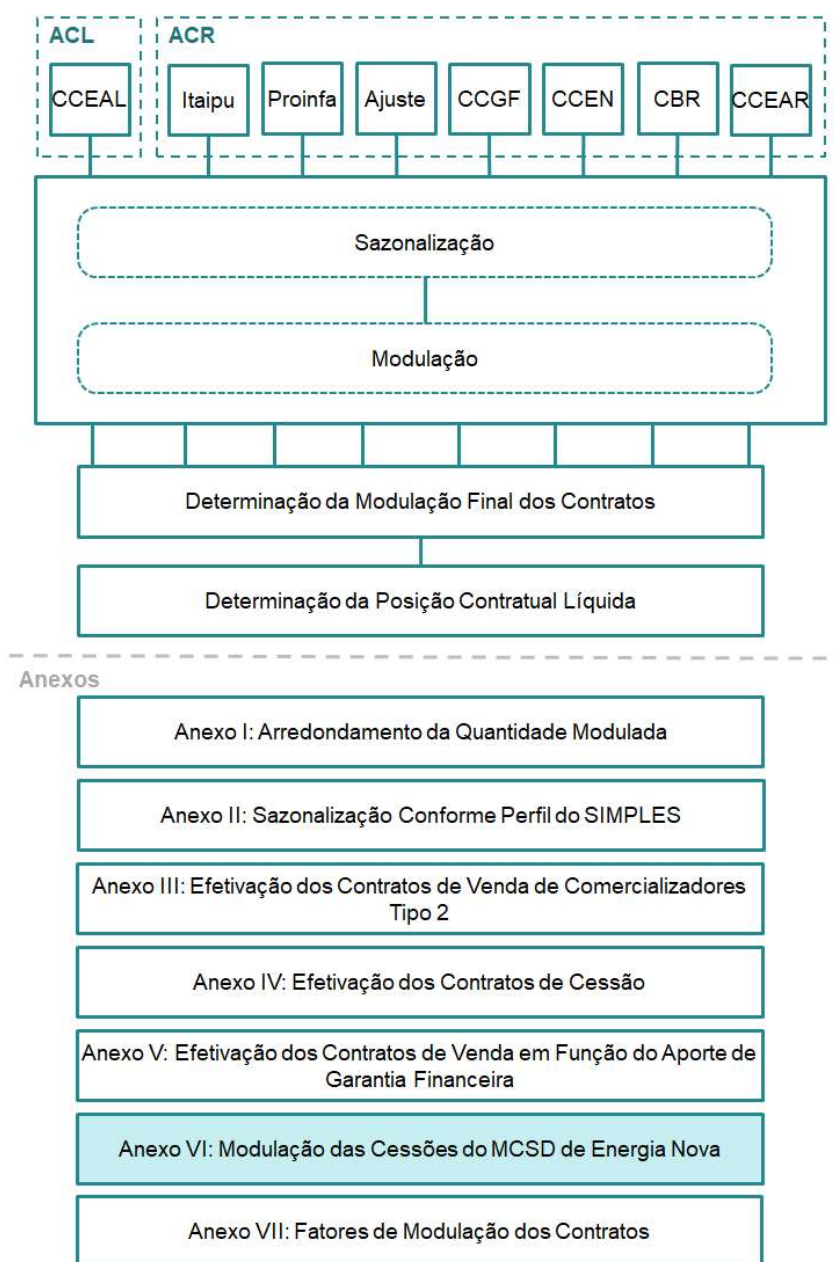 ACL
ACR
CCEAL
Itaipu
Proinfa
Ajuste
CCGF
CCEN
CBR
CCEAR
Sazonalização
Modulação
Determinação da Modulação Final dos Contratos
Determinação da Posição Contratual Líquida
Anexos
Anexo I: Arredondamento da Quantidade Modulada
Anexo II: Sazonalização Conforme Perfil do SIMPLES
Anexo III: Efetivação dos Contratos de Venda de Comercializadores
Tipo 2
Anexo IV: Efetivação dos Contratos de Cessão
Anexo V: Efetivação dos Contratos de Venda em Função do Aporte de
Garantia Financeira
Anexo VI: Modulação das Cessões do MCSD de Energia Nova
Anexo VII: Fatores de Modulação dos Contratos